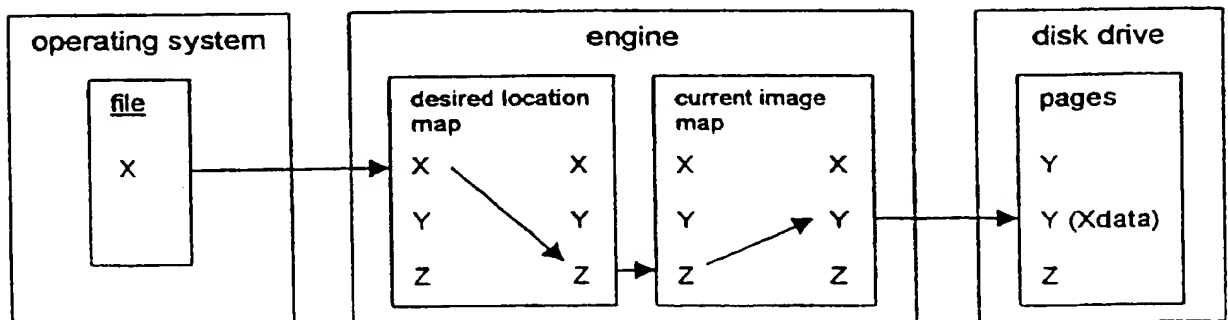 operating system
file
X
engine
desired location
map
X X
Y Y
Z Z
current image
map
X X
Y Y
Z Z
disk drive
pages
Y
Y (Xdata)
Z